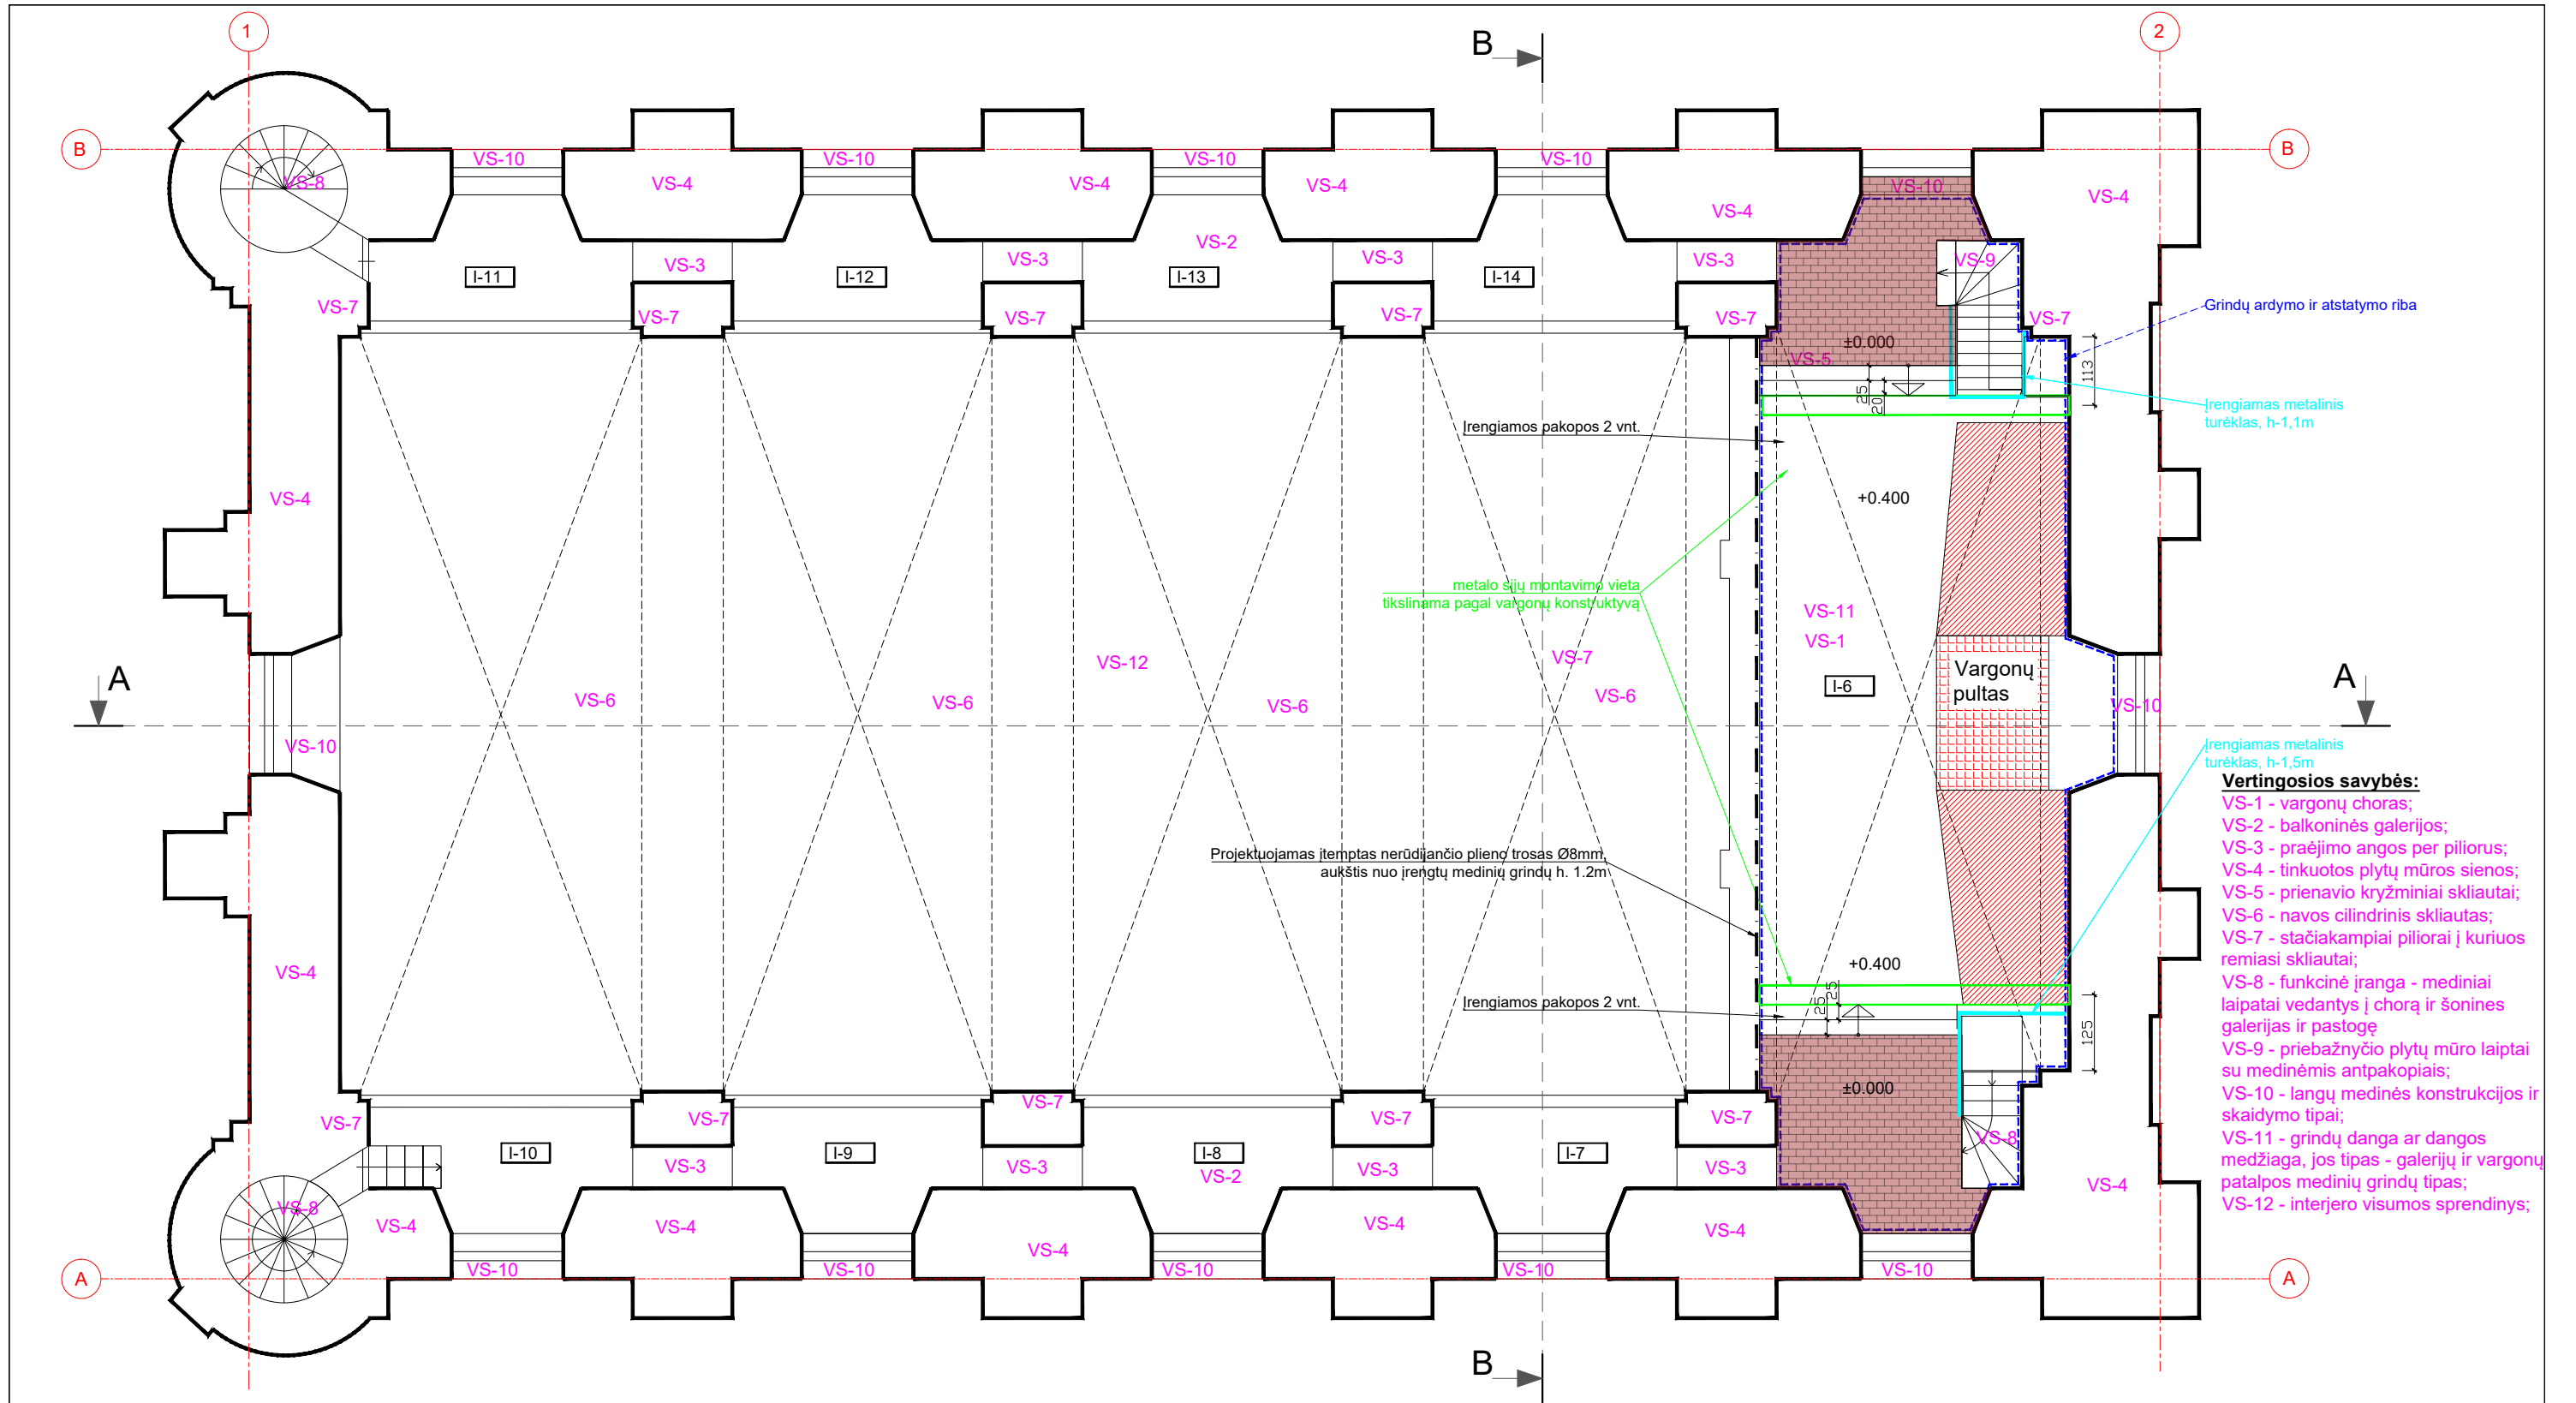 1
2
B
B
B
VS-10
VS-10
VS-10
VS-10
VS-10
VS-8
VS-4
VS-4
VS-4
VS-4
VS-4
VS-2
VS-3
VS-3
VS-3
VS-3
VS-9
I-11
I-12
I-13
I-14
VS-7
VS-7
VS-7
VS-7
VS-7
VS-7
Grindų ardymo ir atstatymo riba
±0.000
VS-5
113
25
20
Įrengiamas metalinis
turėklas, h-1,1m
Įrengiamos pakopos 2 vnt.
VS-4
+0.400
metalo sijų montavimo vieta
tikslinama pagal vargonų konstruktyvą
VS-11
VS-1
VS-12
VS-7
VS-6
VS-6
VS-6
VS-6
I-6
Vargonų
pultas
A
A
VS-10
VS-10
Įrengiamas metalinis
turėklas, h-1,5m
Projektuojamas įtemptas nerūdijančio plieno trosas Ø8mm,
aukštis nuo įrengtų medinių grindų h. 1.2m
VS-4
+0.400
Įrengiamos pakopos 2 vnt.
25
25
125
±0.000
VS-7
VS-7
VS-7
VS-7
VS-7
I-10
I-9
I-8
I-7
VS-3
VS-3
VS-2
VS-3
VS-3
VS-8
VS-8
VS-4
VS-4
VS-4
VS-4
VS-4
VS-4
VS-10
VS-10
VS-10
VS-10
VS-10
A
A
B
Vertingosios savybės:
VS-1 - vargonų choras;
VS-2 - balkoninės galerijos;
VS-3 - praėjimo angos per piliorus;
VS-4 - tinkuotos plytų mūros sienos;
VS-5 - prienavio kryžminiai skliautai;
VS-6 - navos cilindrinis skliautas;
VS-7 - stačiakampiai piliorai į kuriuos
remiasi skliautai;
VS-8 - funkcinė įranga - mediniai
laipatai vedantys į chorą ir šonines
galerijas ir pastogę
VS-9 - priebažnyčio plytų mūro laiptai
su medinėmis antpakopiais;
VS-10 - langų medinės konstrukcijos ir
skaidymo tipai;
VS-11 - grindų danga ar dangos
medžiaga, jos tipas - galerijų ir vargonų
patalpos medinių grindų tipas;
VS-12 - interjero visumos sprendinys;